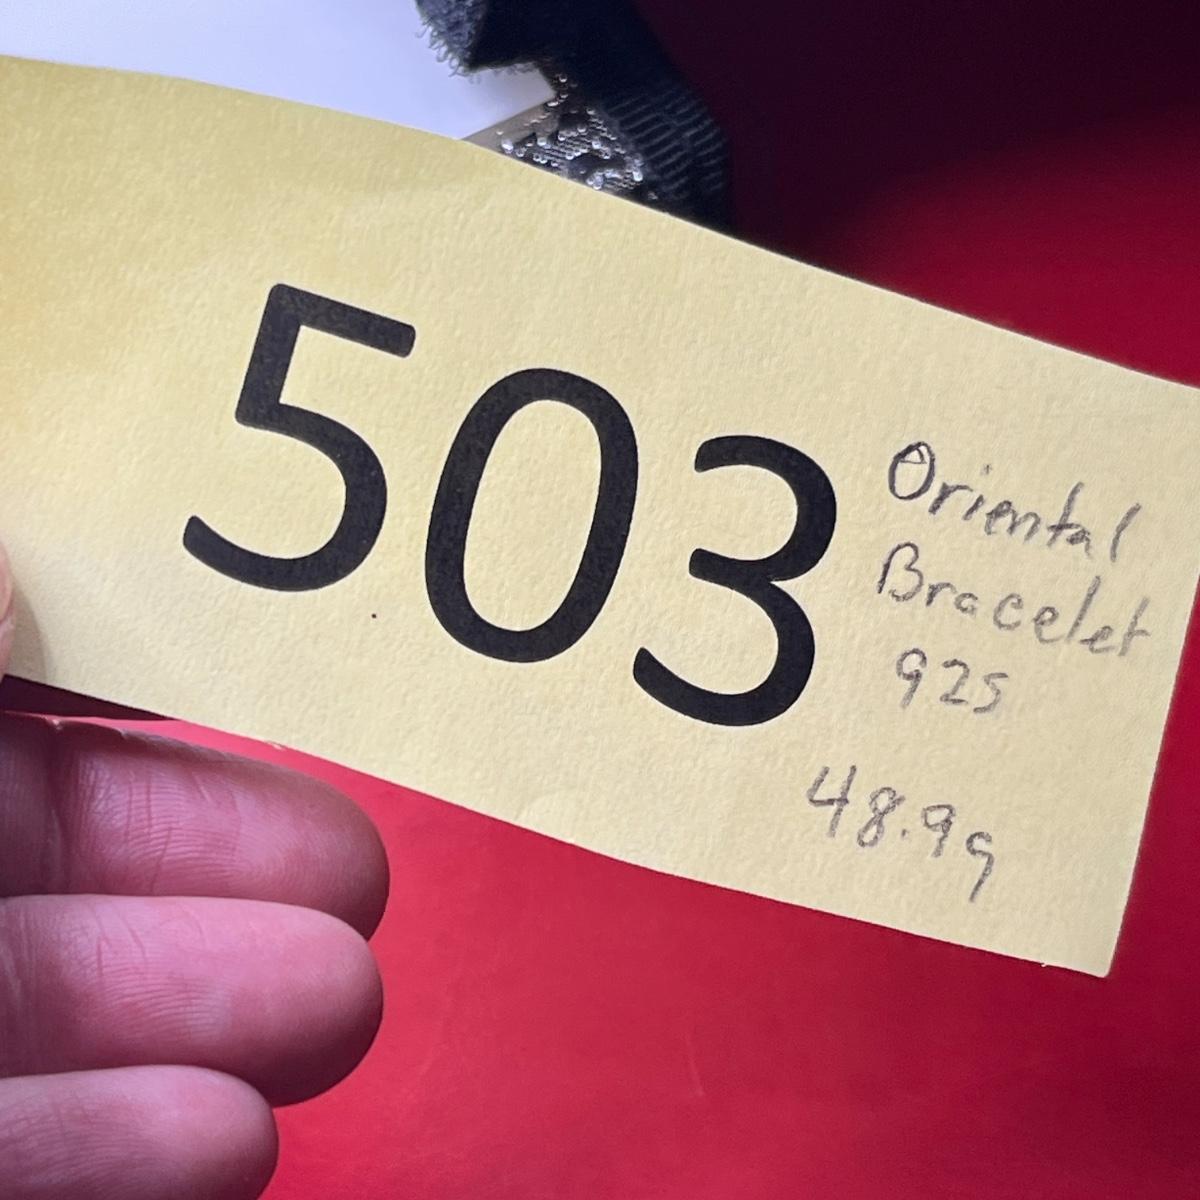 503
Oriental
Bracelet
925
48.9g